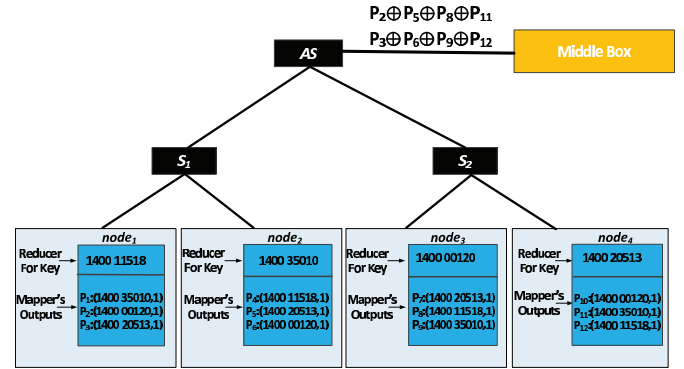 P₂⊕P₅⊕P₈⊕P₁₁
P₃⊕P₆⊕P₉⊕P₁₂
AS
Middle Box
S₁
S₂
node₁
Reducer
For Key
1400 11518
Mapper's
Outputs
P₁:(1400 35010,1)
P₂:(1400 00120,1)
P₃:(1400 20513,1)
node₂
Reducer
For Key
1400 35010
Mapper's
Outputs
P₄:(1400 11518,1)
P₅:(1400 20513,1)
P₆:(1400 00120,1)
node₃
Reducer
For Key
1400 00120
Mapper's
Outputs
P₇:(1400 20513,1)
P₈:(1400 11518,1)
P₉:(1400 35010,1)
node₄
Reducer
For Key
1400 20513
Mapper's
Outputs
P₁₀:(1400 00120,1)
P₁₁:(1400 35010,1)
P₁₂:(1400 11518,1)